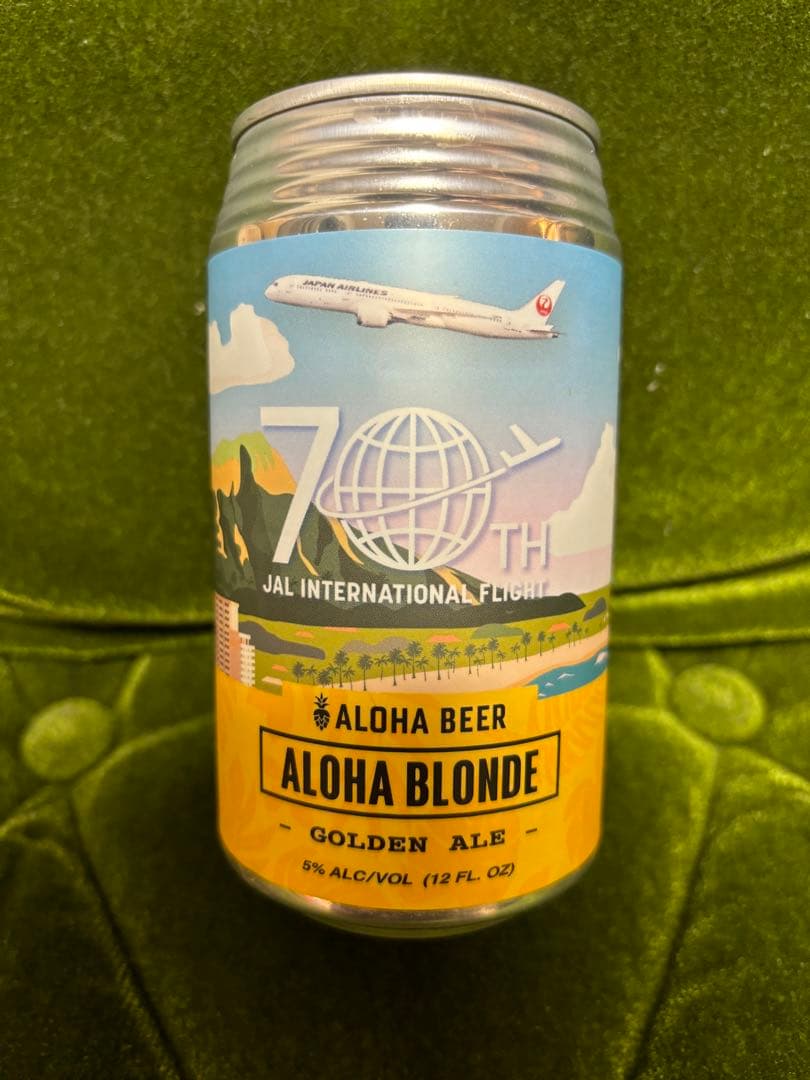 JAPAN AIRLINES
70TH
JAL INTERNATIONAL FLIGHT
ALOHA BEER
ALOHA BLONDE
- GOLDEN ALE -
5% ALC/VOL (12 FL. OZ)